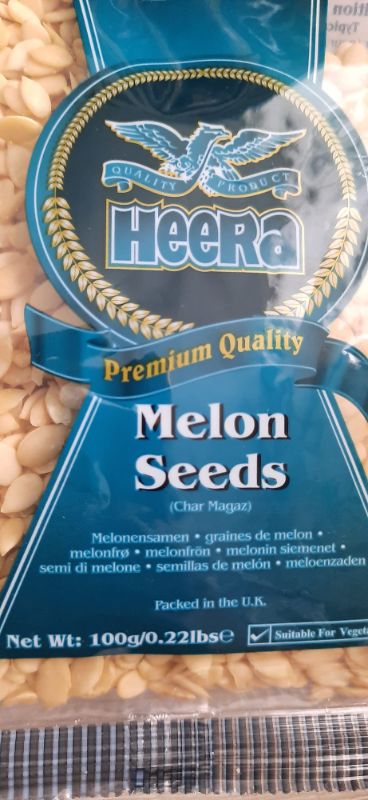 QUALITY PRODUCT
HEERA
Premium Quality
Melon
Seeds
(Char Magaz)
Melonensamen • graines de melon •
melonfrø • melonfrön • melonin siemenet •
semi di melone • semillas de melón • meloenzaden
Packed in the U.K.
Net Wt: 100g/0.22lbs℮
Suitable For